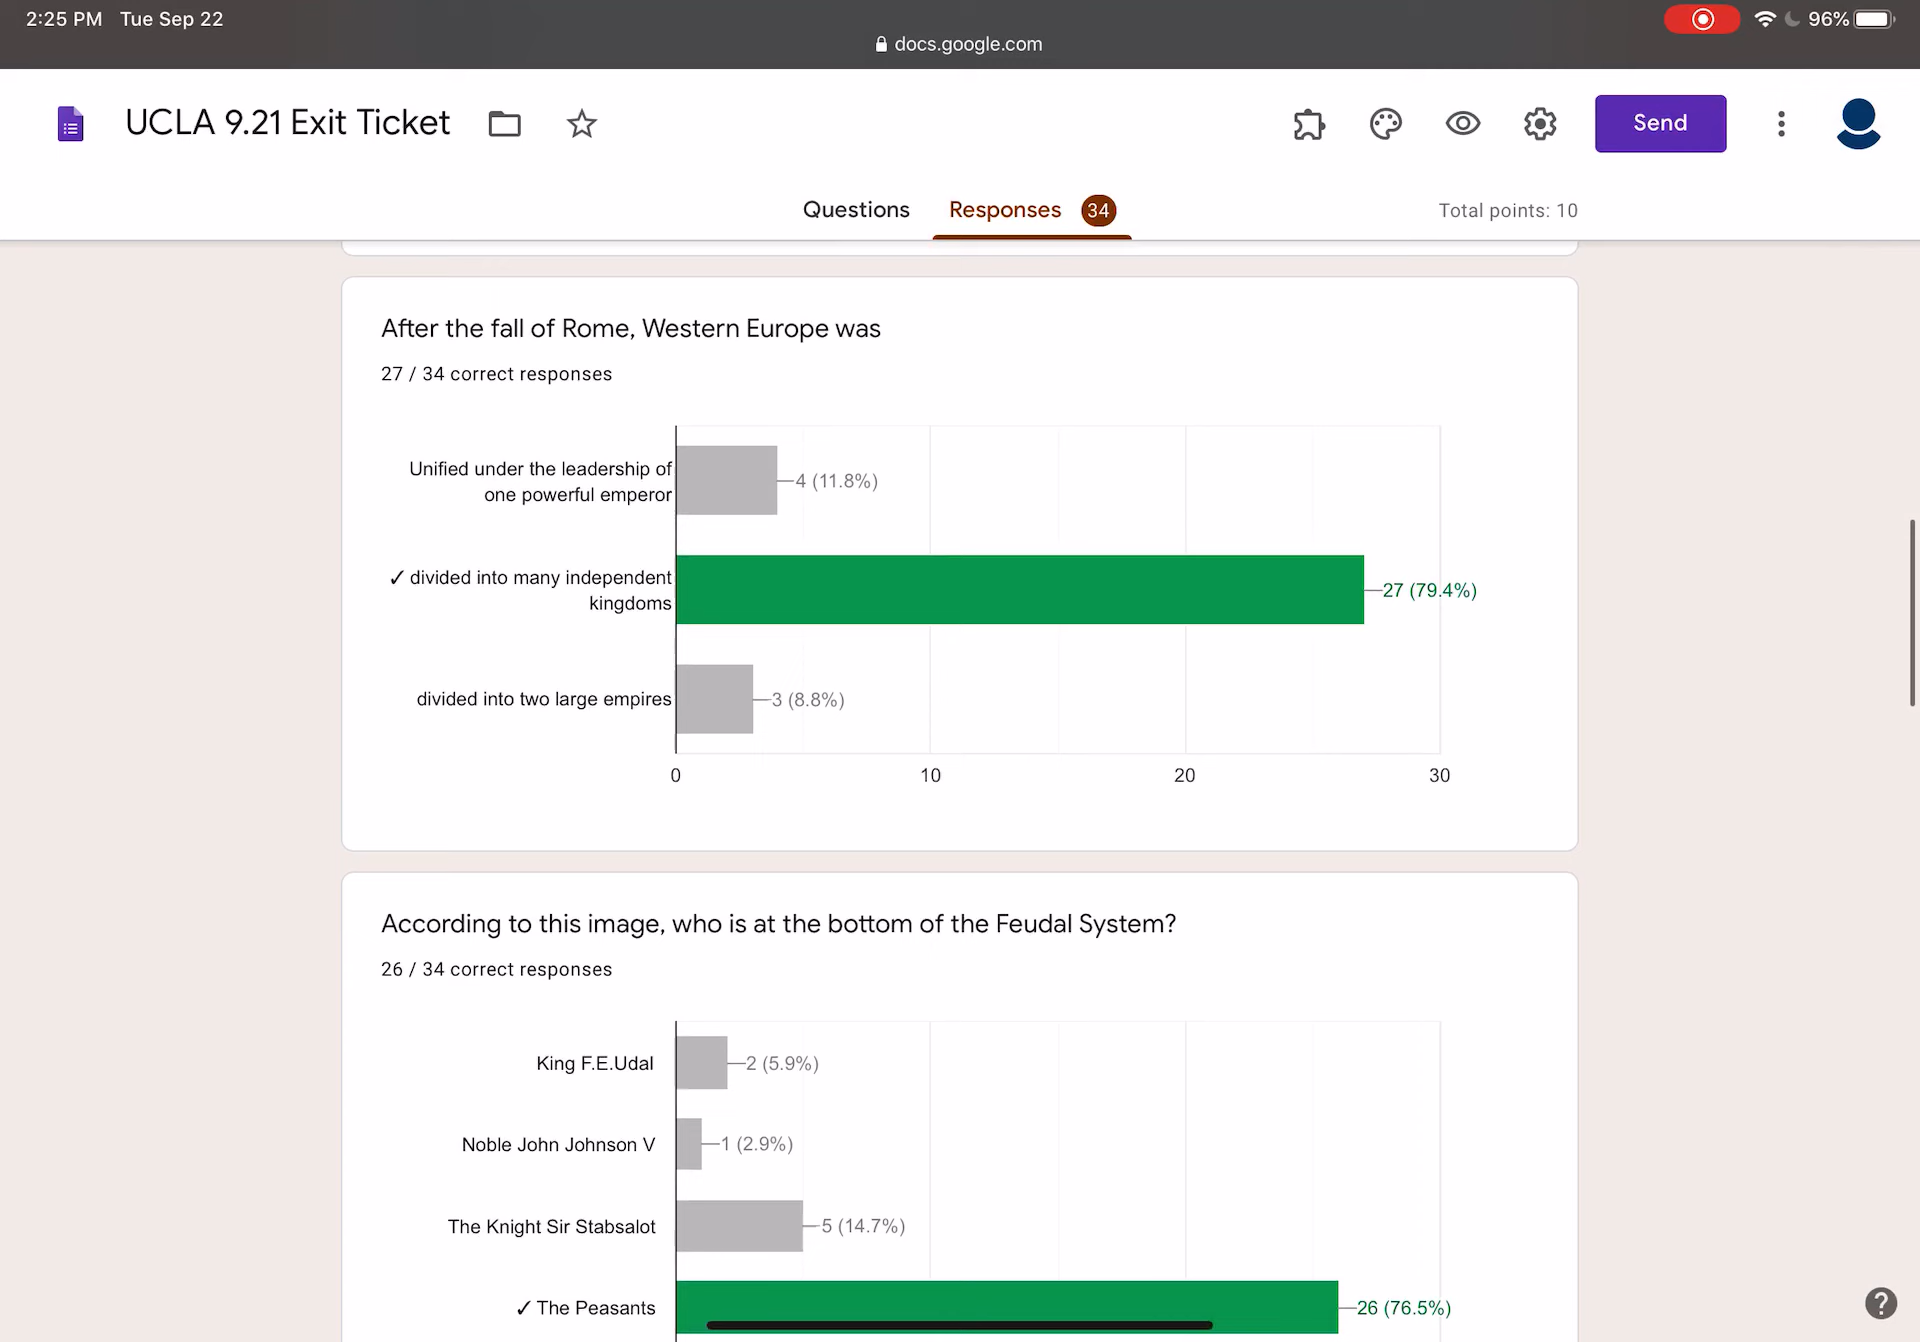 2:25 PM Tue Sep 22
96%
docs.google.com
UCLA 9.21 Exit Ticket
Send
Questions
Responses 34
Total points: 10
After the fall of Rome, Western Europe was
27 / 34 correct responses
Unified under the leadership of
one powerful emperor
4 (11.8%)
✓ divided into many independent
kingdoms
27 (79.4%)
divided into two large empires
3 (8.8%)
0 10 20 30
According to this image, who is at the bottom of the Feudal System?
26 / 34 correct responses
King F.E.Udal
2 (5.9%)
Noble John Johnson V
1 (2.9%)
The Knight Sir Stabsalot
5 (14.7%)
✓ The Peasants
26 (76.5%)
?